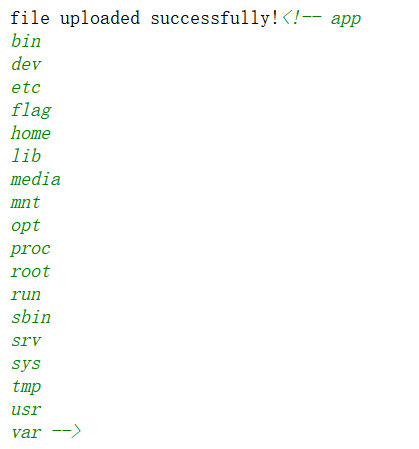 file uploaded successfully!<!-- app
bin
dev
etc
flag
home
lib
media
mnt
opt
proc
root
run
sbin
srv
sys
tmp
usr
var -->